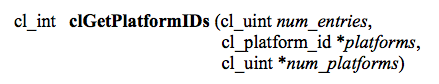 cl_int clGetPlatformIDs (cl_uint num_entries,
cl_platform_id *platforms,
cl_uint *num_platforms)